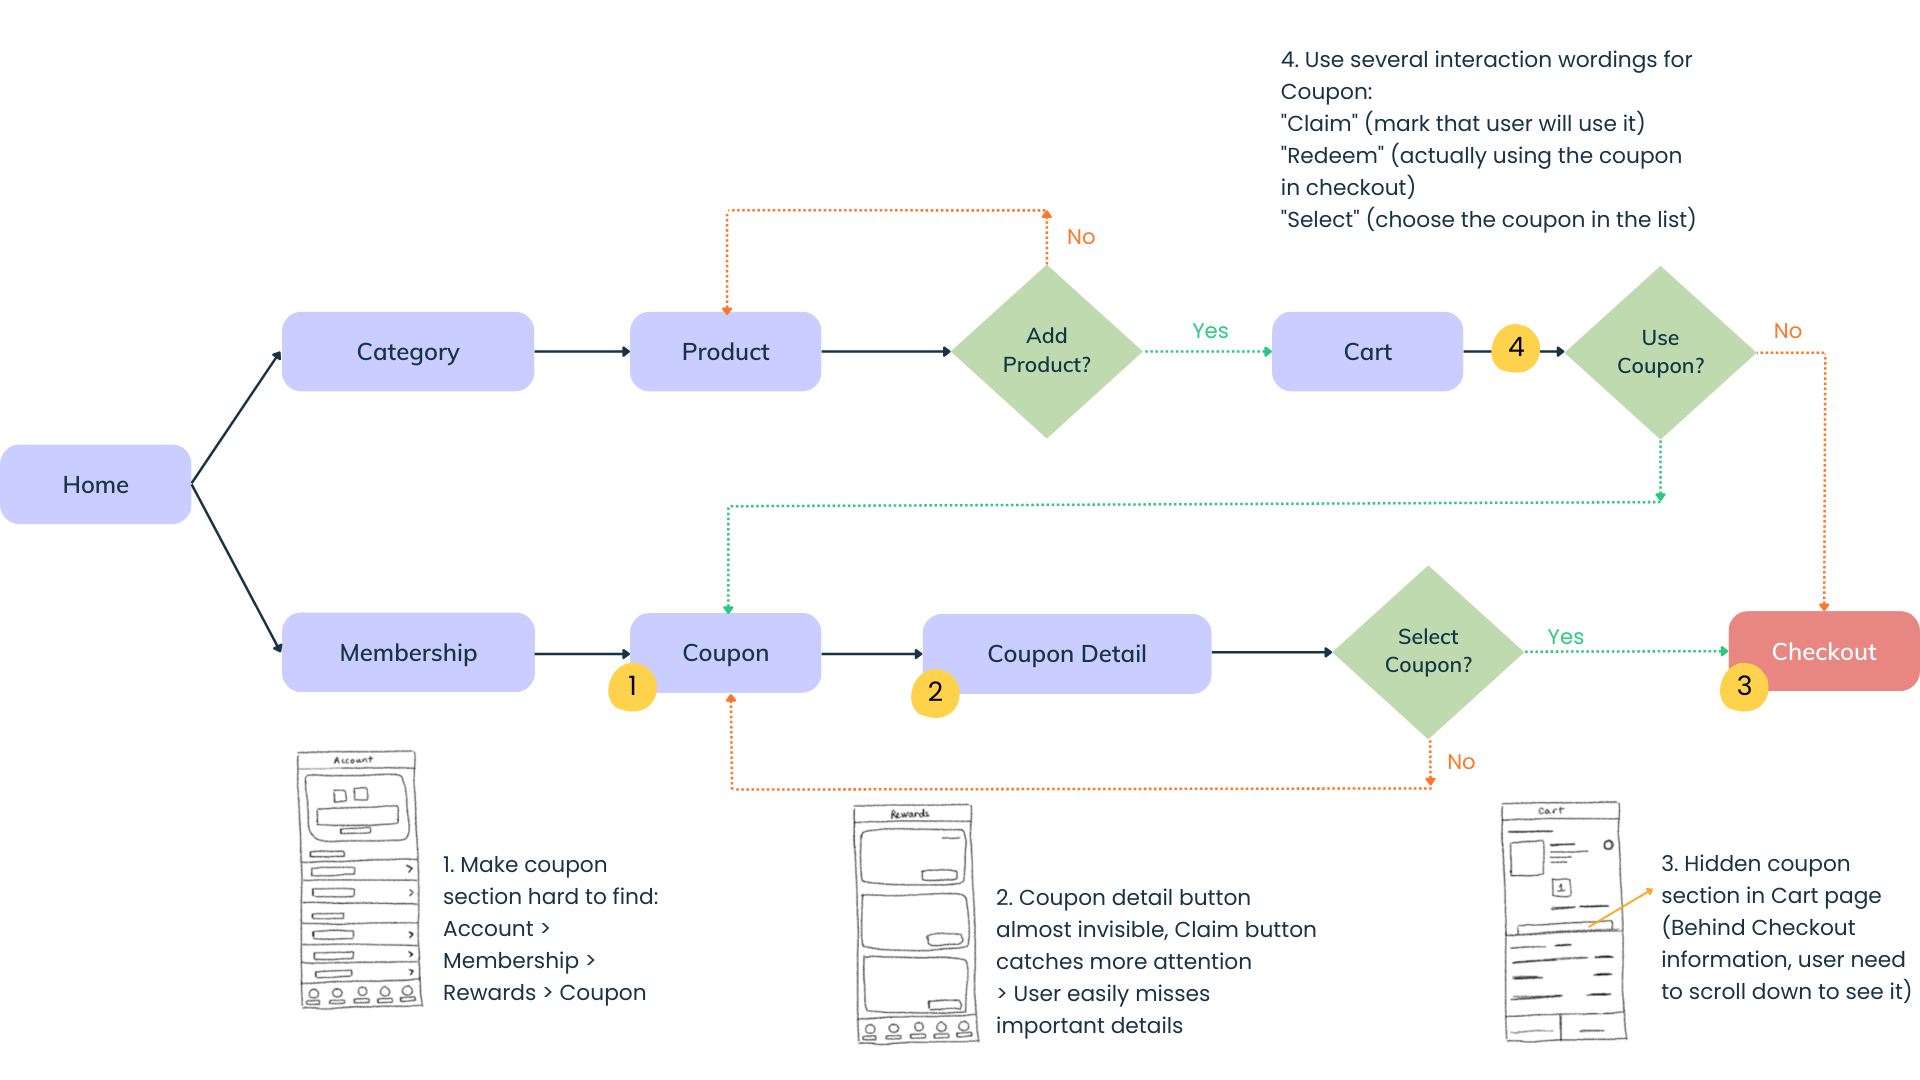 4. Use several interaction wordings for
Coupon:
"Claim" (mark that user will use it)
"Redeem" (actually using the coupon
in checkout)
"Select" (choose the coupon in the list)
No
Category
Product
Add
Product?
Yes
Cart
4
Use
Coupon?
No
Home
Membership
Coupon
1
Coupon Detail
2
Select
Coupon?
Yes
Checkout
3
No
Account
1. Make coupon
section hard to find:
Account >
Membership >
Rewards > Coupon
Rewards
2. Coupon detail button
almost invisible, Claim button
catches more attention
> User easily misses
important details
Cart
1
3. Hidden coupon
section in Cart page
(Behind Checkout
information, user need
to scroll down to see it)